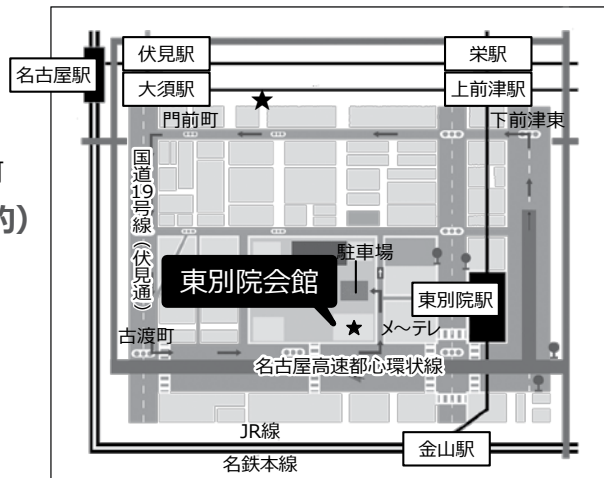 伏見駅
栄駅
名古屋駅
大須駅
上前津駅
門前町
下前津東
国道19号線（伏見通）
約）
駐車場
東別院会館
東別院駅
メ～テレ
古渡町
名古屋高速都心環状線
JR線
金山駅
名鉄本線